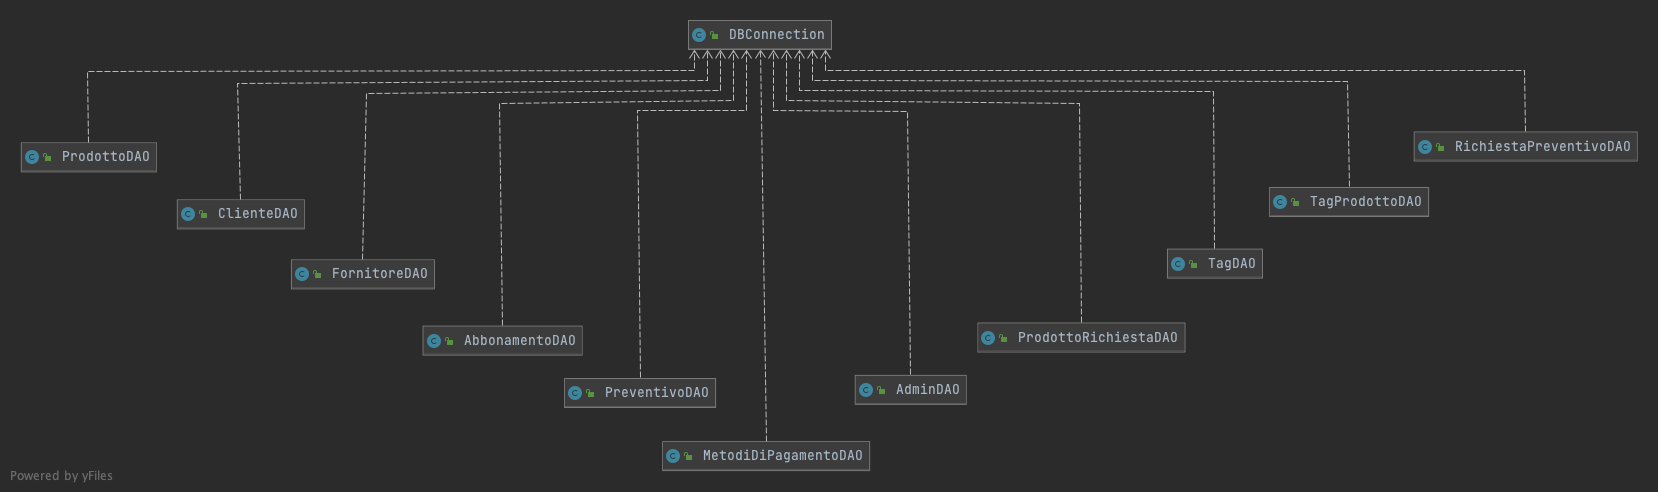 DBConnection
ProdottoDAO
RichiestaPreventivoDAO
ClienteDAO
TagProdottoDAO
FornitoreDAO
TagDAO
AbbonamentoDAO
ProdottoRichiestaDAO
PreventivoDAO
AdminDAO
MetodiDiPagamentoDAO
Powered by yFiles